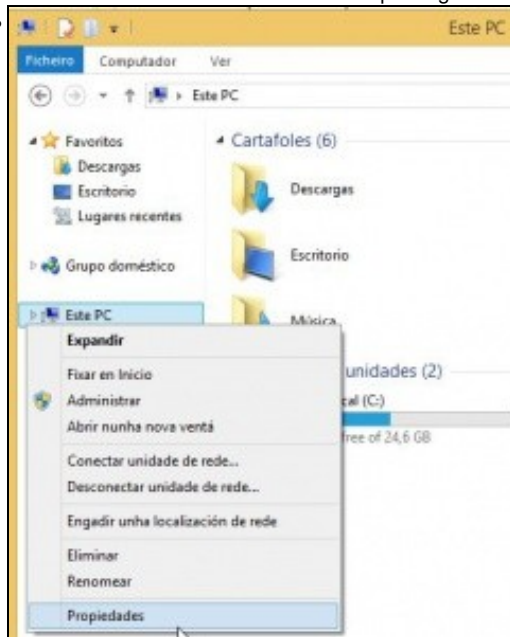 Este PC
Ficheiro Computador Ver
Este PC
Favoritos
Descargas
Escritorio
Lugares recentes
Grupo doméstico
Este PC
Cartafoles (6)
Descargas
Escritorio
Música
Expandir
Fixar en Inicio
Administrar
Abrir nunha nova ventá
Conectar unidade de rede...
Desconectar unidade de rede...
Engadir unha localización de rede
Eliminar
Renomear
Propiedades
unidades (2)
cal (C:)
free of 24,6 GB